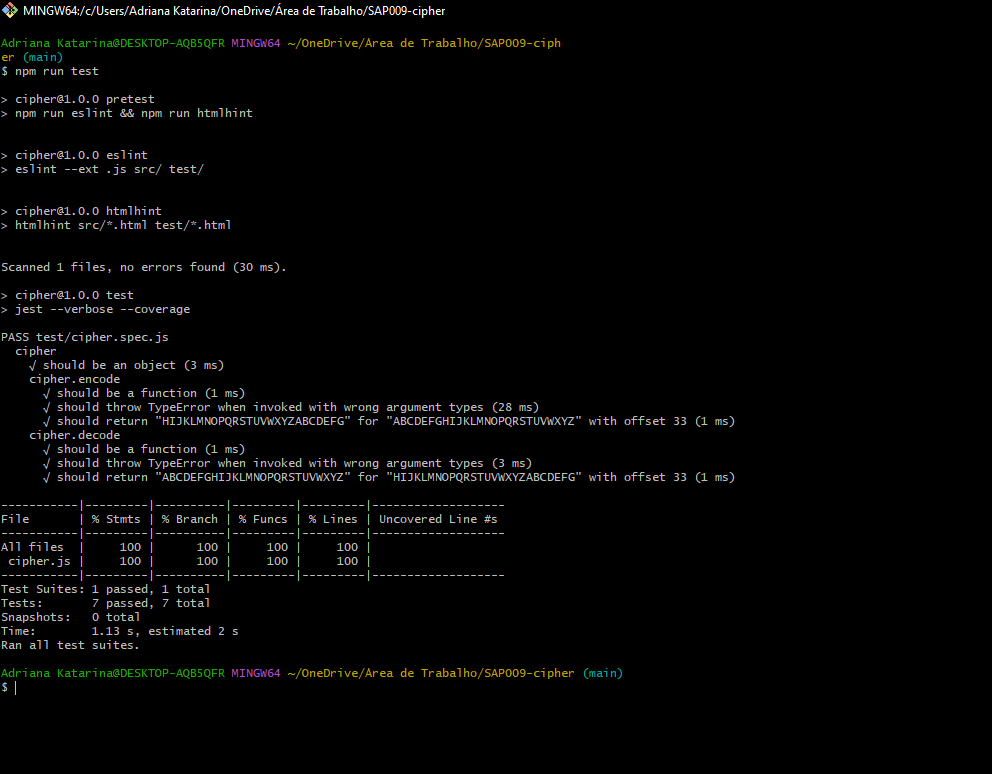 MINGW64:/c/Users/Adriana Katarina/OneDrive/Área de Trabalho/SAP009-cipher
Adriana Katarina@DESKTOP-AQB5QFR MINGW64 ~/OneDrive/Área de Trabalho/SAP009-ciph
er (main)
$ npm run test
> cipher@1.0.0 pretest
> npm run eslint && npm run htmlhint
> cipher@1.0.0 eslint
> eslint --ext .js src/ test/
> cipher@1.0.0 htmlhint
> htmlhint src/*.html test/*.html
Scanned 1 files, no errors found (30 ms).
> cipher@1.0.0 test
> jest --verbose --coverage
PASS test/cipher.spec.js
  cipher
    √ should be an object (3 ms)
    cipher.encode
      √ should be a function (1 ms)
      √ should throw TypeError when invoked with wrong argument types (28 ms)
      √ should return "HIJKLMNOPQRSTUVWXYZABCDEFG" for "ABCDEFGHIJKLMNOPQRSTUVWXYZ" with offset 33 (1 ms)
    cipher.decode
      √ should be a function (1 ms)
      √ should throw TypeError when invoked with wrong argument types (3 ms)
      √ should return "ABCDEFGHIJKLMNOPQRSTUVWXYZ" for "HIJKLMNOPQRSTUVWXYZABCDEFG" with offset 33 (1 ms)
-----------|---------|----------|---------|---------|-------------------
File       | % Stmts | % Branch | % Funcs | % Lines | Uncovered Line #s
-----------|---------|----------|---------|---------|-------------------
All files  |     100 |      100 |     100 |     100 |
 cipher.js |     100 |      100 |     100 |     100 |
-----------|---------|----------|---------|---------|-------------------
Test Suites: 1 passed, 1 total
Tests:       7 passed, 7 total
Snapshots:   0 total
Time:        1.13 s, estimated 2 s
Ran all test suites.
Adriana Katarina@DESKTOP-AQB5QFR MINGW64 ~/OneDrive/Área de Trabalho/SAP009-cipher (main)
$